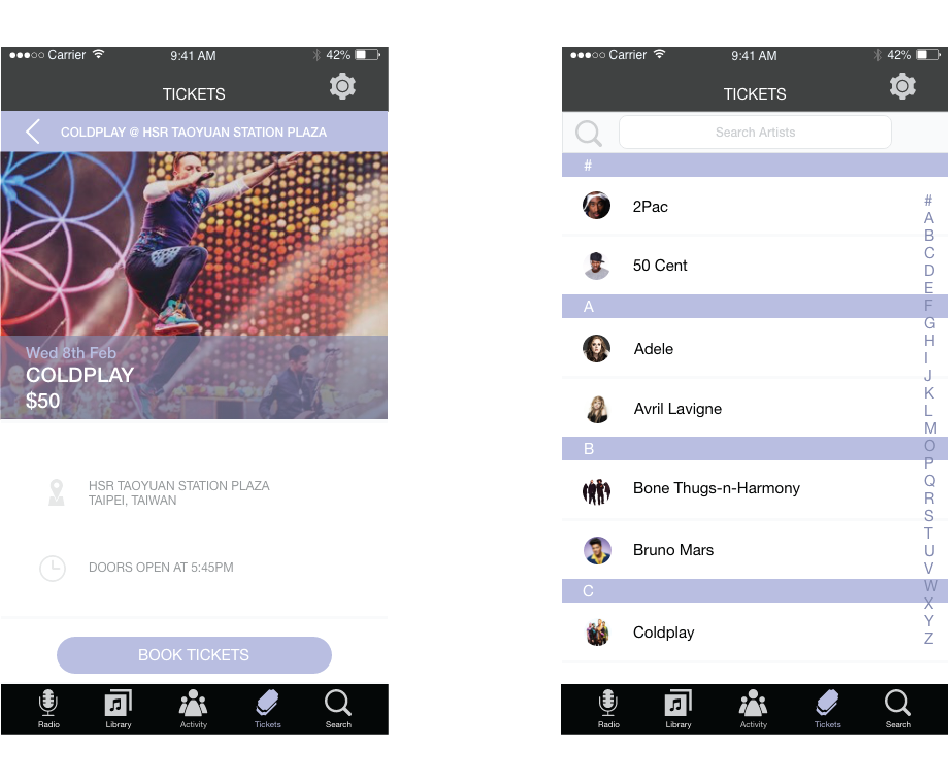 Carrier
9:41 AM
42%
TICKETS
COLDPLAY @ HSR TAOYUAN STATION PLAZA
Wed 8th Feb
COLDPLAY
$50
HSR TAOYUAN STATION PLAZA
TAIPEI, TAIWAN
DOORS OPEN AT 5:45PM
BOOK TICKETS
Radio
Library
Activity
Tickets
Search
Carrier
9:41 AM
42%
TICKETS
Search Artists
#
2Pac
50 Cent
A
Adele
Avril Lavigne
B
Bone Thugs-n-Harmony
Bruno Mars
C
Coldplay
#
A
B
C
D
E
F
G
H
I
J
K
L
M
O
P
Q
R
S
T
U
V
W
X
Y
Z
Radio
Library
Activity
Tickets
Search